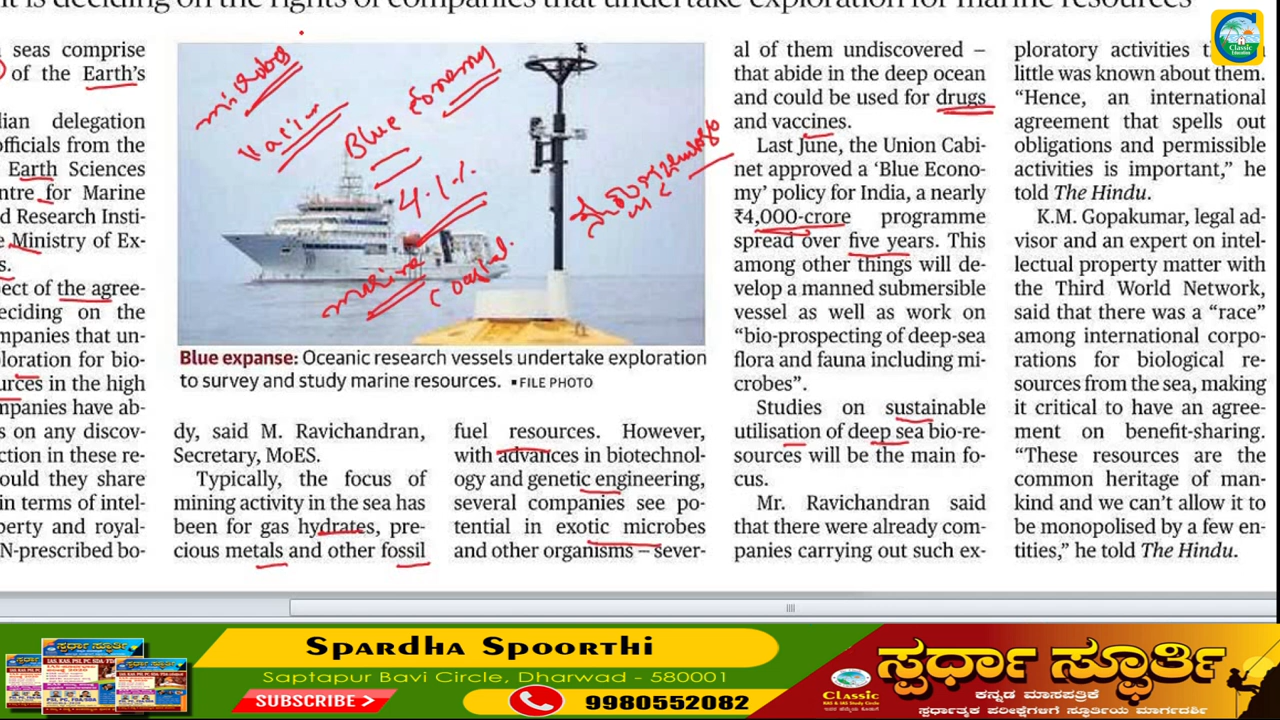 it is deciding on the rights of companies that undertake exploration for marine resources
seas comprise
of the Earth's
dian delegation
officials from the
Earth Sciences
ntre for Marine
d Research Insti-
e Ministry of Ex-
s.
ect of the agree-
eciding on the
mpanies that un-
loration for bio-
urces in the high
mpanies have ab-
s on any discov-
ction in these re-
ould they share
in terms of intel-
perty and royal-
N-prescribed bo-
Blue economy
4.1%
marine
coastal.
Blue expanse: Oceanic research vessels undertake exploration
to survey and study marine resources. ▪FILE PHOTO
dy, said M. Ravichandran,
Secretary, MoES.
Typically, the focus of
mining activity in the sea has
been for gas hydrates, pre-
cious metals and other fossil
fuel resources. However,
with advances in biotechnol-
ogy and genetic engineering,
several companies see po-
tential in exotic microbes
and other organisms – sever-
al of them undiscovered –
that abide in the deep ocean
and could be used for drugs
and vaccines.
Last June, the Union Cabi-
net approved a ‘Blue Econo-
my’ policy for India, a nearly
₹4,000-crore programme
spread over five years. This
among other things will de-
velop a manned submersible
vessel as well as work on
“bio-prospecting of deep-sea
flora and fauna including mi-
crobes”.
Studies on sustainable
utilisation of deep sea bio-re-
sources will be the main fo-
cus.
Mr. Ravichandran said
that there were already com-
panies carrying out such ex-
ploratory activities
little was known about them.
“Hence, an international
agreement that spells out
obligations and permissible
activities is important,” he
told The Hindu.
K.M. Gopakumar, legal ad-
visor and an expert on intel-
lectual property matter with
the Third World Network,
said that there was a “race”
among international corpo-
rations for biological re-
sources from the sea, making
it critical to have an agree-
ment on benefit-sharing.
“These resources are the
common heritage of man-
kind and we can't allow it to
be monopolised by a few en-
tities,” he told The Hindu.
Classic
Education
Spardha Spoorthi
Saptapur Bavi Circle, Dharwad - 580001
SUBSCRIBE
9980552082
ಸ್ಪರ್ಧಾ ಸ್ಫೂರ್ತಿ
Classic
IAS & KAS Study Circle
ಕನ್ನಡ ಮಾಸಪತ್ರಿಕೆ
ಸ್ಪರ್ಧಾತ್ಮಕ ಪರೀಕ್ಷೆಗಳಿಗೆ ಸ್ಫೂರ್ತಿಯ ಮಾರ್ಗದರ್ಶಿ